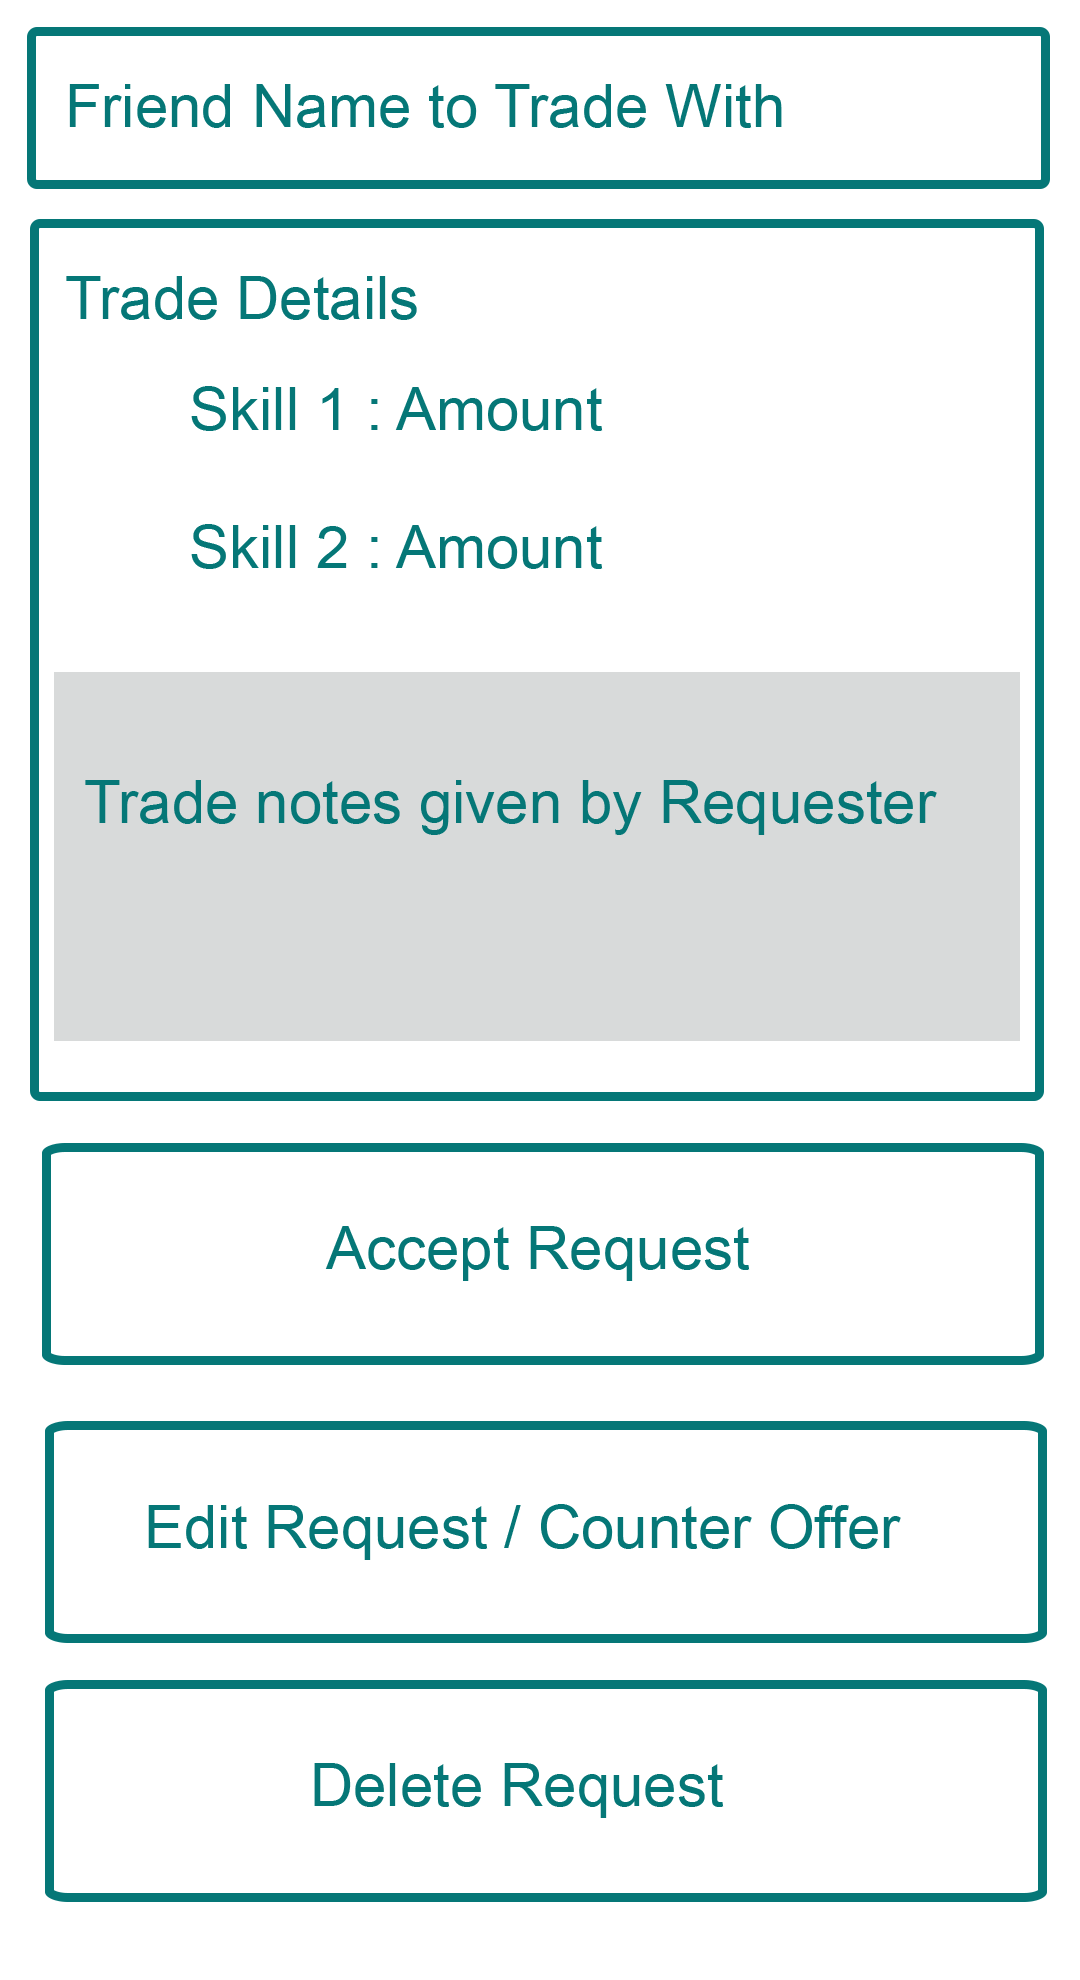 Friend Name to Trade With
Trade Details
Skill 1 : Amount
Skill 2 : Amount
Trade notes given by Requester
Accept Request
Edit Request / Counter Offer
Delete Request